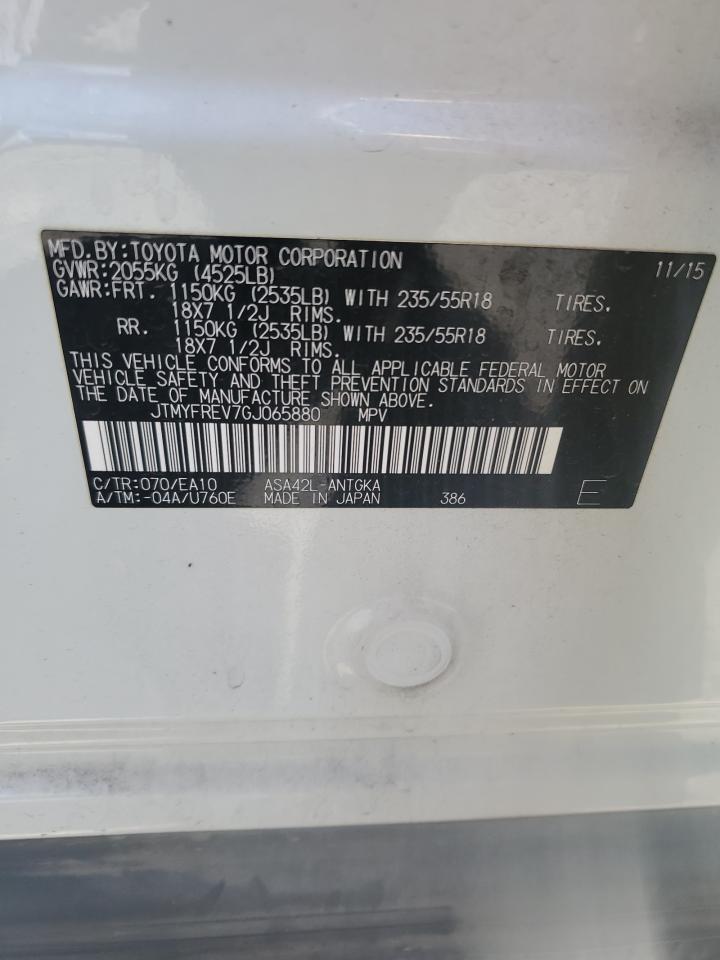 MFD.BY:TOYOTA MOTOR CORPORATION 11/15
GVWR:2055KG (4525LB)
GAWR:FRT. 1150KG (2535LB) WITH 235/55R18 TIRES.
18X7 1/2J RIMS.
RR. 1150KG (2535LB) WITH 235/55R18 TIRES.
18X7 1/2J RIMS.
THIS VEHICLE CONFORMS TO ALL APPLICABLE FEDERAL MOTOR
VEHICLE SAFETY AND THEFT PREVENTION STANDARDS IN EFFECT ON
THE DATE OF MANUFACTURE SHOWN ABOVE.
JTMYFREV7GJ065880 MPV
C/TR:070/EA10 ASA42L-ANTGKA
A/TM:-04A/U760E MADE IN JAPAN 386 E